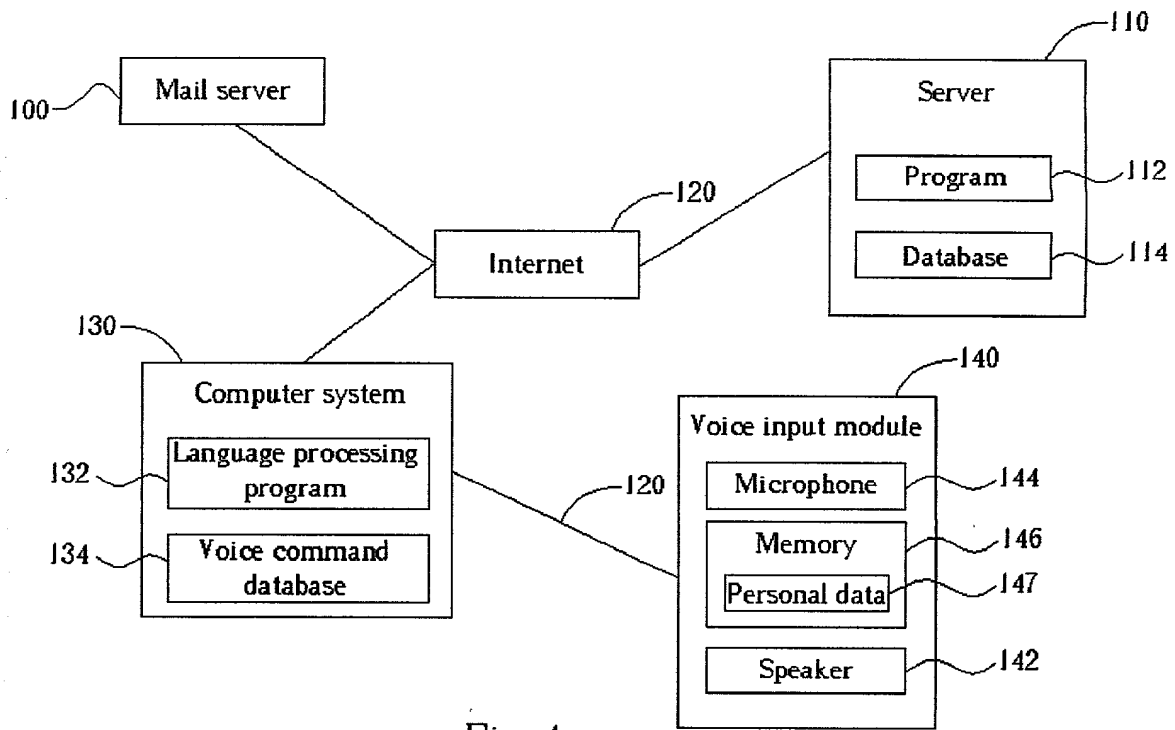 110
Mail server
Server
100
Program
112
120
Internet
Database
114
130
Computer system
140
Voice input module
Language processing
program
132
120
Microphone
144
Memory
146
134
Voice command
database
Personal data
147
Speaker
142